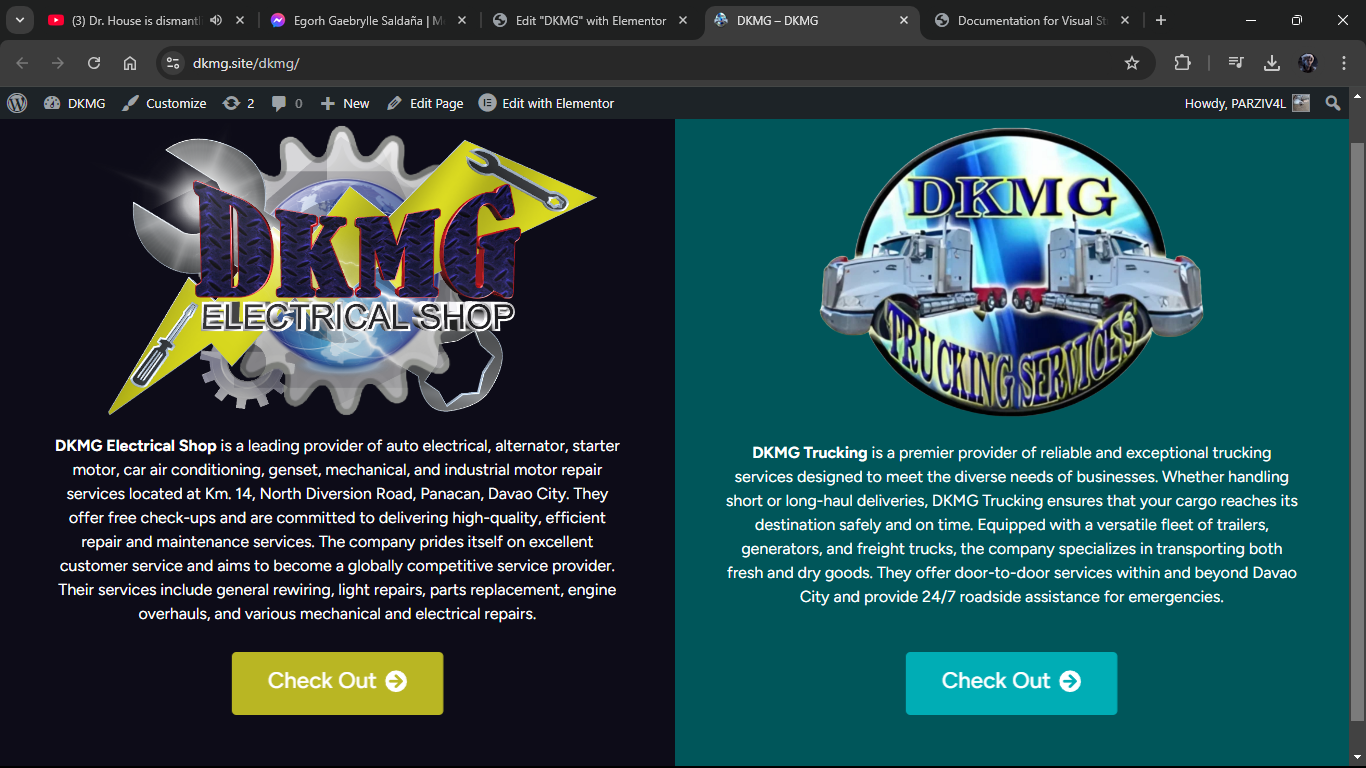 (3) Dr. House is dismantl
Egorh Gaebrylle Saldaña | M
Edit "DKMG" with Elementor
DKMG – DKMG
Documentation for Visual St
dkmg.site/dkmg/
DKMG
Customize
2
0
New
Edit Page
Edit with Elementor
Howdy, PARZIV4L
DKMG
ELECTRICAL SHOP
DKMG Electrical Shop is a leading provider of auto electrical, alternator, starter
motor, car air conditioning, genset, mechanical, and industrial motor repair
services located at Km. 14, North Diversion Road, Panacan, Davao City. They
offer free check-ups and are committed to delivering high-quality, efficient
repair and maintenance services. The company prides itself on excellent
customer service and aims to become a globally competitive service provider.
Their services include general rewiring, light repairs, parts replacement, engine
overhauls, and various mechanical and electrical repairs.
Check Out
DKMG
TRUCKING SERVICES
DKMG Trucking is a premier provider of reliable and exceptional trucking
services designed to meet the diverse needs of businesses. Whether handling
short or long-haul deliveries, DKMG Trucking ensures that your cargo reaches its
destination safely and on time. Equipped with a versatile fleet of trailers,
generators, and freight trucks, the company specializes in transporting both
fresh and dry goods. They offer door-to-door services within and beyond Davao
City and provide 24/7 roadside assistance for emergencies.
Check Out